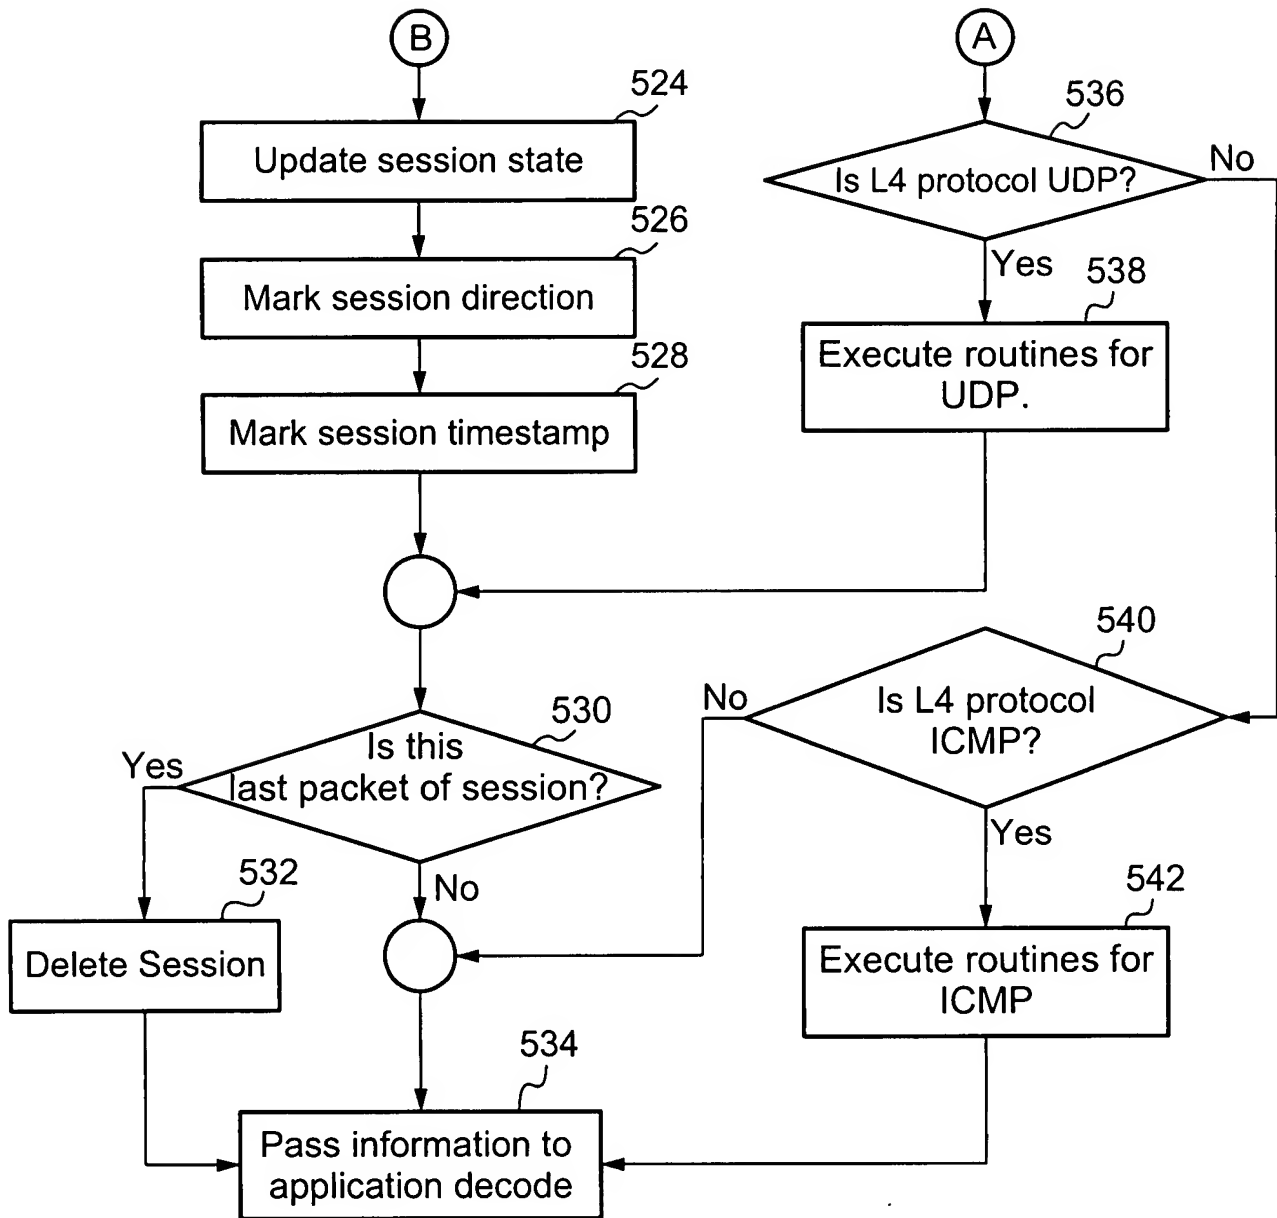 B
524
Update session state
526
Mark session direction
528
Mark session timestamp
A
536
Is L4 protocol UDP?
No
Yes
538
Execute routines for
UDP.
530
Is this
last packet of session?
Yes
No
532
Delete Session
540
Is L4 protocol
ICMP?
No
Yes
542
Execute routines for
ICMP
534
Pass information to
application decode